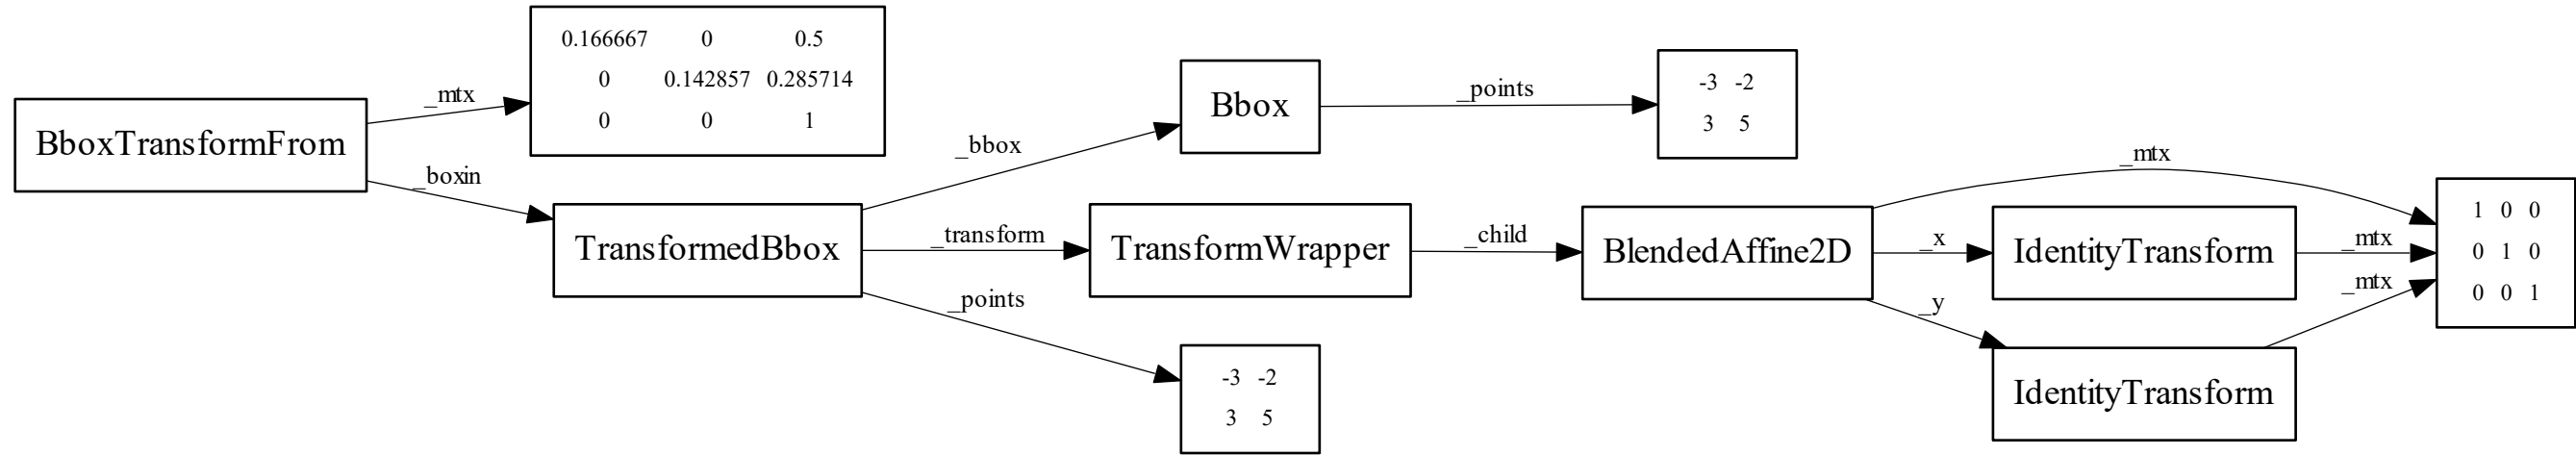 BboxTransformFrom
_mtx
0.166667 0 0.5
0 0.142857 0.285714
0 0 1
_boxin
TransformedBbox
_bbox
Bbox
_points
-3 -2
3 5
_transform
TransformWrapper
_child
BlendedAffine2D
_points
-3 -2
3 5
_mtx
_x
IdentityTransform
_mtx
_y
IdentityTransform
_mtx
1 0 0
0 1 0
0 0 1